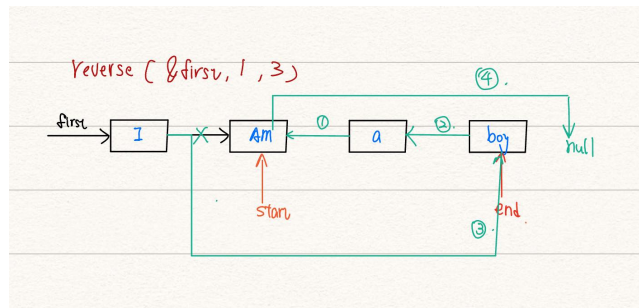 reverse ( &first, 1, 3)
④.
first
I
Am
①
a
②.
boy
null
start
end
③.